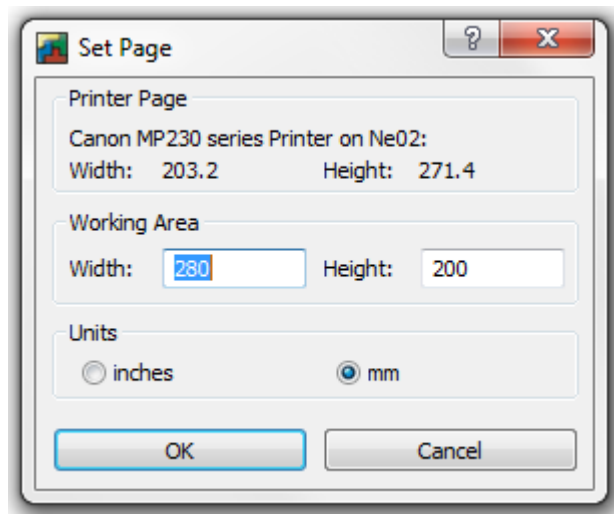 Set Page
Printer Page
Canon MP230 series Printer on Ne02:
Width: 203.2 Height: 271.4
Working Area
Width: 280 Height: 200
Units
inches mm
OK Cancel